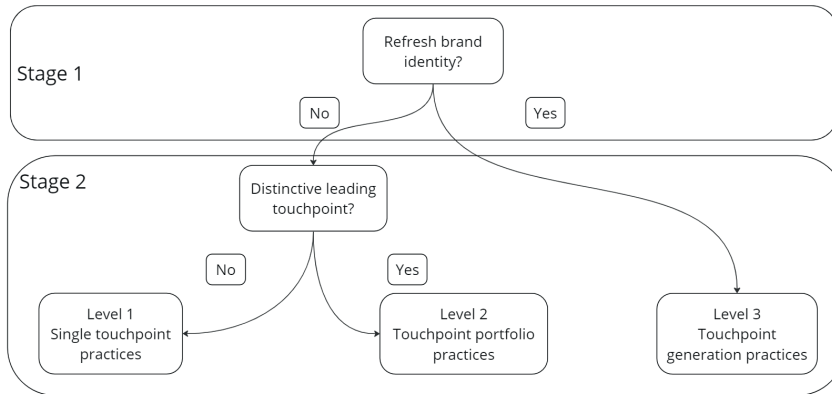 Refresh brand
identity?
Stage 1
No
Yes
Stage 2
Distinctive leading
touchpoint?
No
Yes
Level 1
Single touchpoint
practices
Level 2
Touchpoint portfolio
practices
Level 3
Touchpoint
generation practices